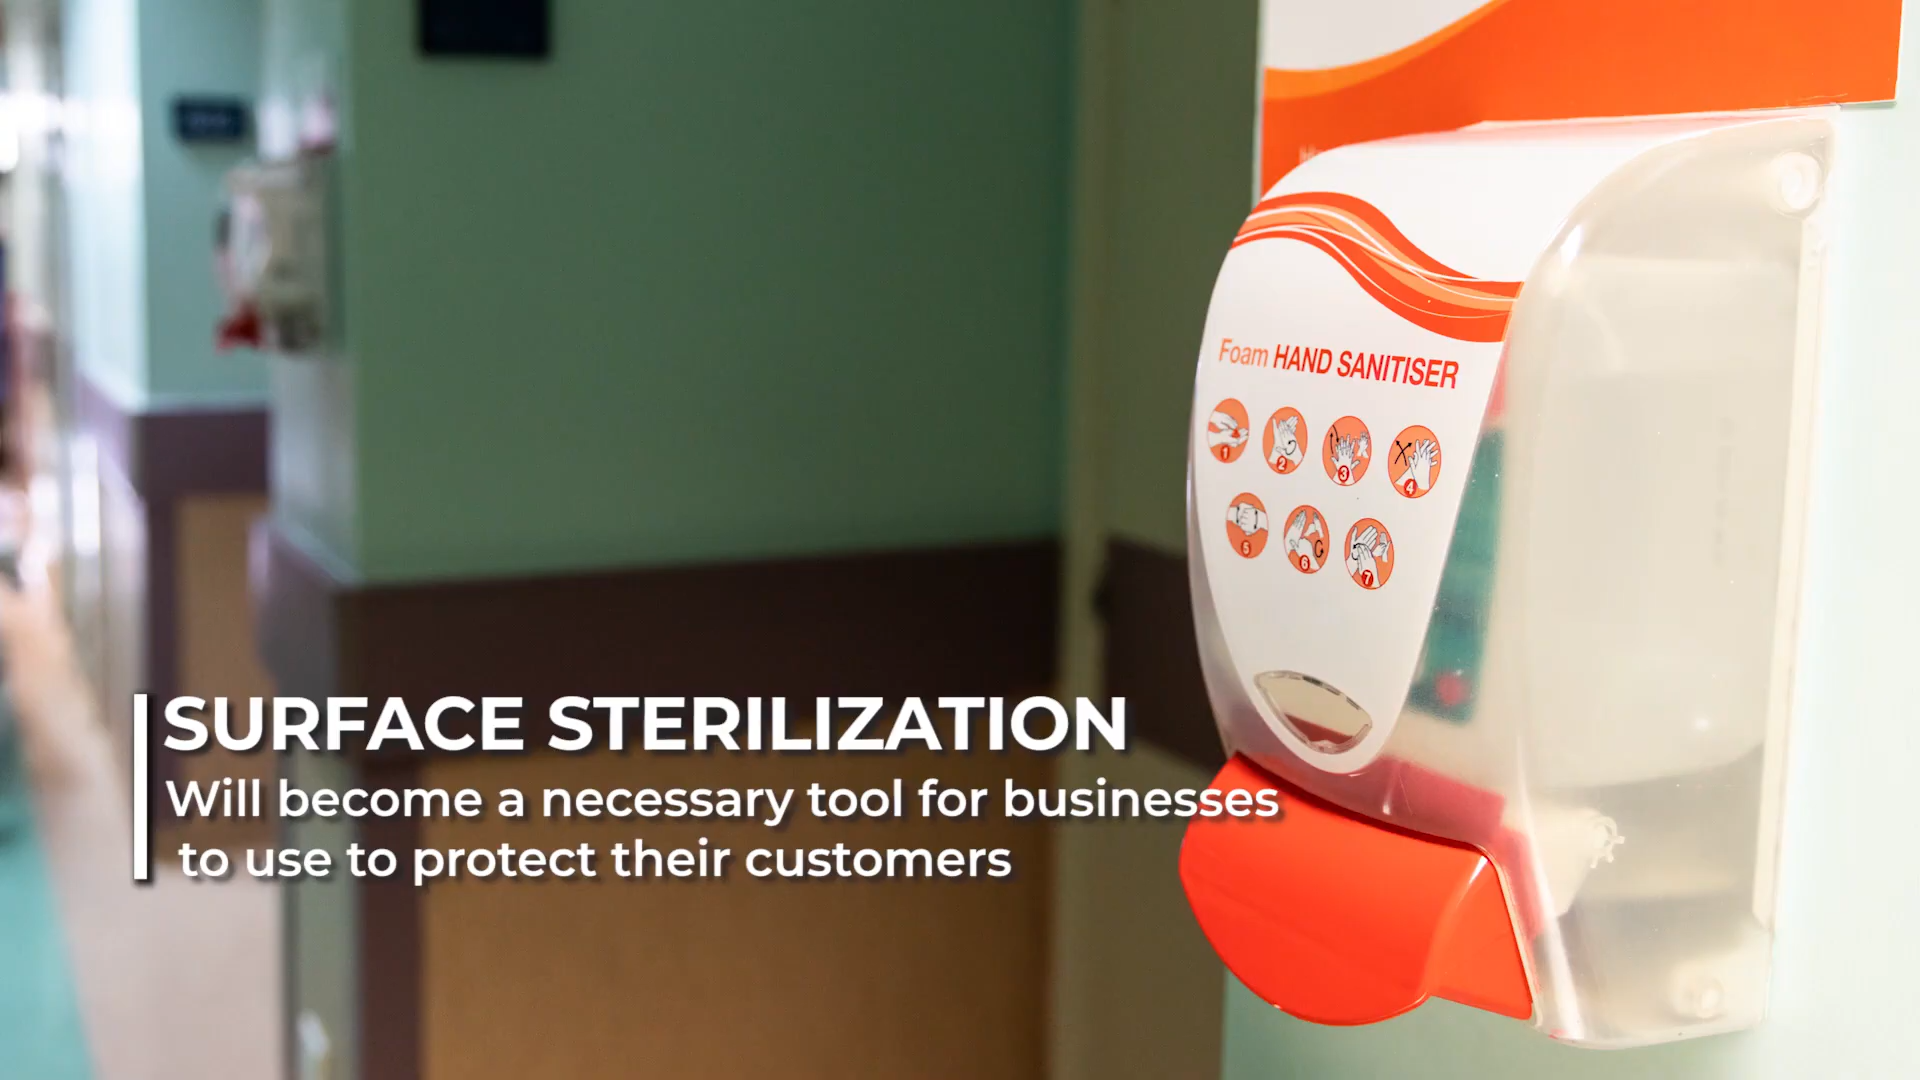 Foam HAND SANITISER
1
2
3
4
5
6
7
SURFACE STERILIZATION
Will become a necessary tool for businesses
to use to protect their customers